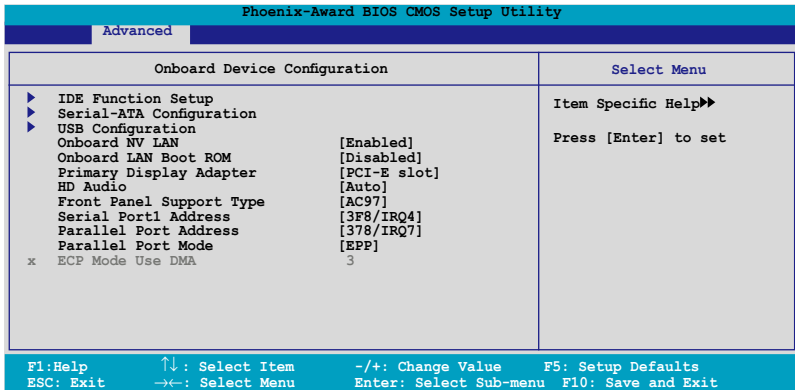 Phoenix-Award BIOS CMOS Setup Utility
Advanced
Onboard Device Configuration
Select Menu
IDE Function Setup
Serial-ATA Configuration
USB Configuration
Onboard NV LAN [Enabled]
Onboard LAN Boot ROM [Disabled]
Primary Display Adapter [PCI-E slot]
HD Audio [Auto]
Front Panel Support Type [AC97]
Serial Port1 Address [3F8/IRQ4]
Parallel Port Address [378/IRQ7]
Parallel Port Mode [EPP]
x ECP Mode Use DMA 3
Item Specific Help
Press [Enter] to set
F1:Help ↑↓: Select Item -/+: Change Value F5: Setup Defaults
ESC: Exit →←: Select Menu Enter: Select Sub-menu F10: Save and Exit